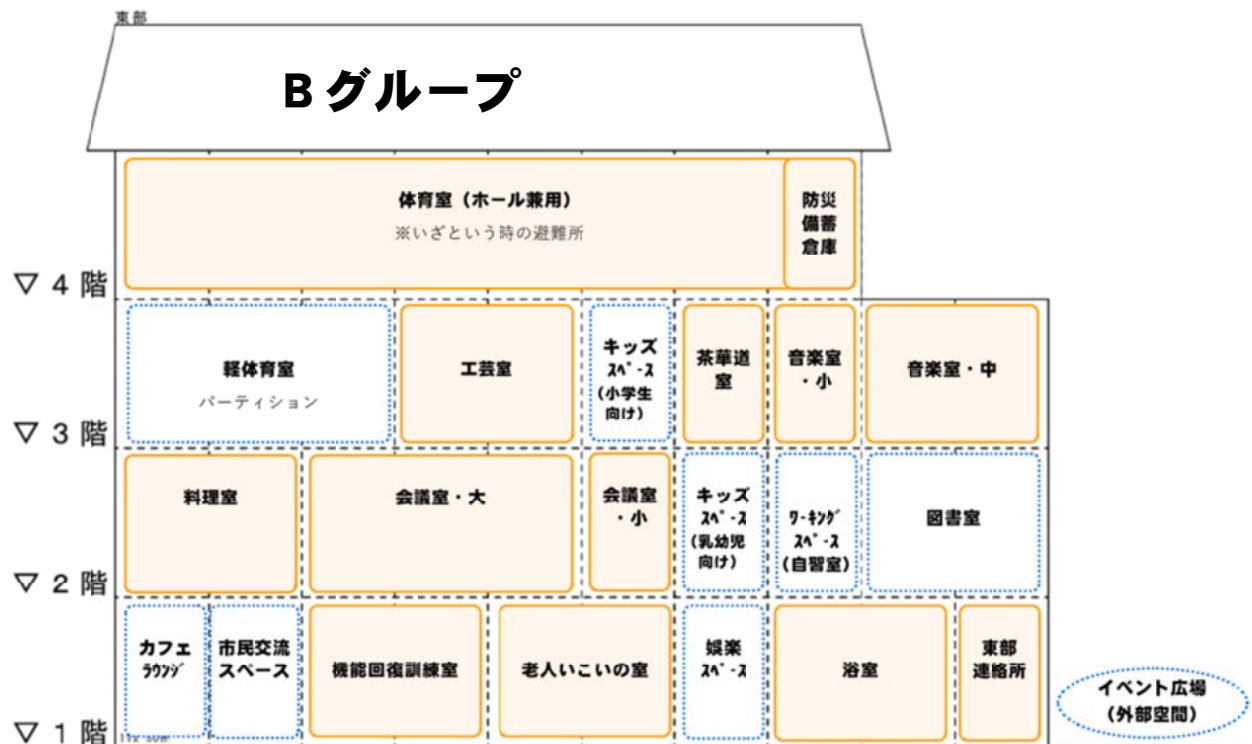 東部
Bグループ
体育室（ホール兼用）
※いざという時の避難所
防災
備蓄
倉庫
▽4階
軽体育室
パーティション
工芸室
キッズ
ｽﾍﾟｰｽ
(小学生
向け)
茶華道
室
音楽室
・小
音楽室・中
▽3階
料理室
会議室・大
会議室
・小
キッズ
ｽﾍﾟｰｽ
(乳幼児
向け)
ﾜｰｷﾝｸﾞ
ｽﾍﾟｰｽ
(自習室)
図書室
▽2階
カフェ
ﾗｳﾝｼﾞ
市民交流
スペース
機能回復訓練室
老人いこいの室
娯楽
ｽﾍﾟｰｽ
浴室
東部
連絡所
イベント広場
（外部空間）
▽1階